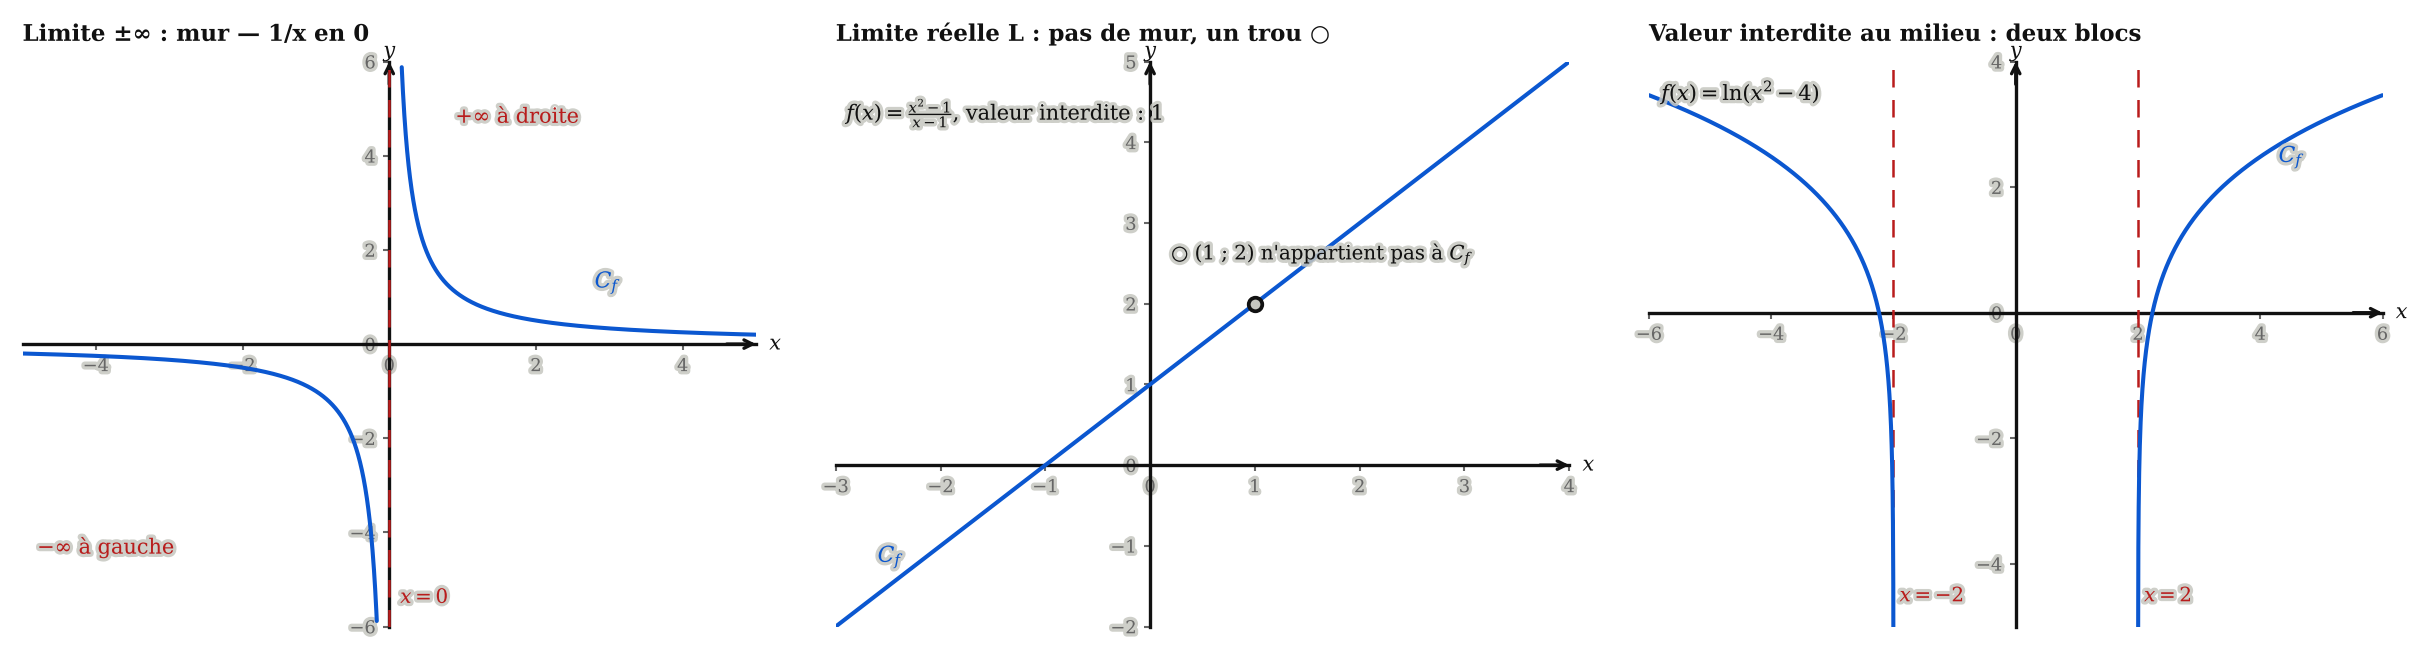 Limite ±∞ : mur — 1/x en 0
y
6
+∞ à droite
4
2
C_f
0
x
−4
−2
0
2
4
−2
−4
−∞ à gauche
x = 0
−6
Limite réelle L : pas de mur, un trou ○
y
5
f(x) = (x² − 1)/(x − 1), valeur interdite : 1
4
3
○ (1 ; 2) n'appartient pas à C_f
2
1
0
x
−3
−2
−1
0
1
2
3
4
−1
C_f
−2
Valeur interdite au milieu : deux blocs
y
4
f(x) = ln(x² − 4)
C_f
2
0
x
−6
−4
−2
0
2
4
6
−2
−4
x = −2
x = 2